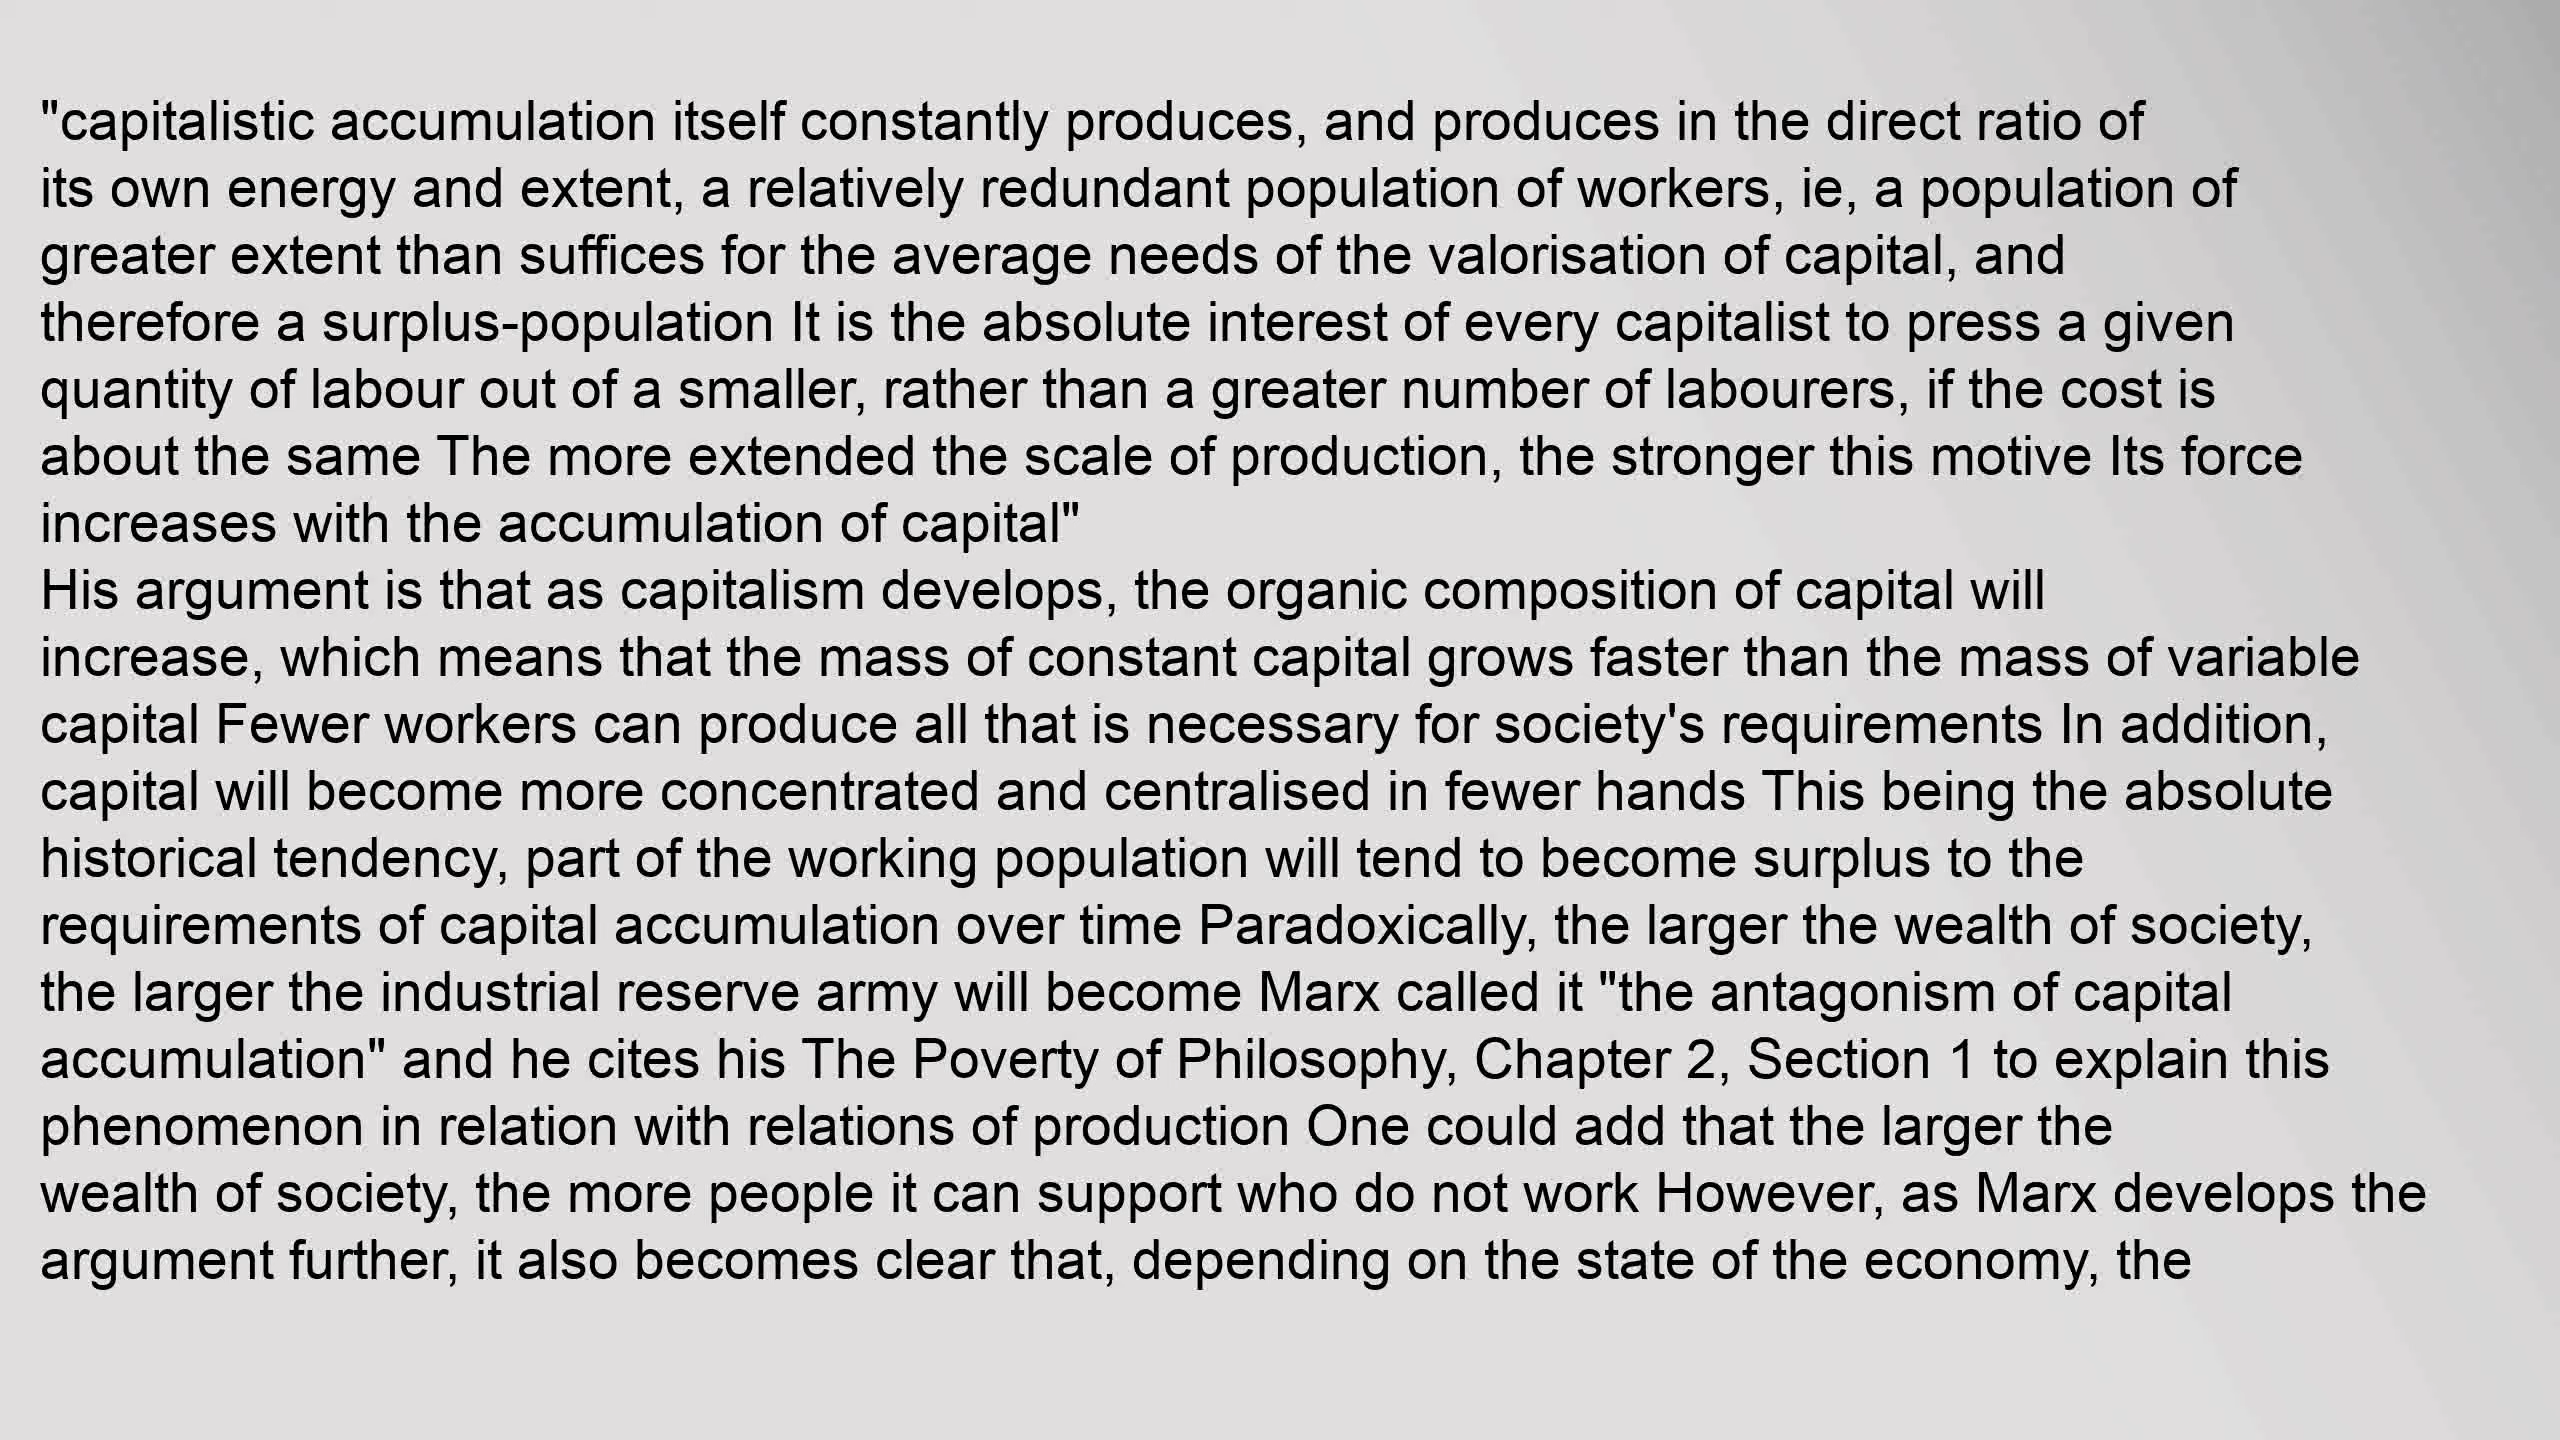 "capitalistic accumulation itself constantly produces, and produces in the direct ratio of
its own energy and extent, a relatively redundant population of workers, ie, a population of
greater extent than suffices for the average needs of the valorisation of capital, and
therefore a surplus-population It is the absolute interest of every capitalist to press a given
quantity of labour out of a smaller, rather than a greater number of labourers, if the cost is
about the same The more extended the scale of production, the stronger this motive Its force
increases with the accumulation of capital"
His argument is that as capitalism develops, the organic composition of capital will
increase, which means that the mass of constant capital grows faster than the mass of variable
capital Fewer workers can produce all that is necessary for society's requirements In addition,
capital will become more concentrated and centralised in fewer hands This being the absolute
historical tendency, part of the working population will tend to become surplus to the
requirements of capital accumulation over time Paradoxically, the larger the wealth of society,
the larger the industrial reserve army will become Marx called it "the antagonism of capital
accumulation" and he cites his The Poverty of Philosophy, Chapter 2, Section 1 to explain this
phenomenon in relation with relations of production One could add that the larger the
wealth of society, the more people it can support who do not work However, as Marx develops the
argument further, it also becomes clear that, depending on the state of the economy, the